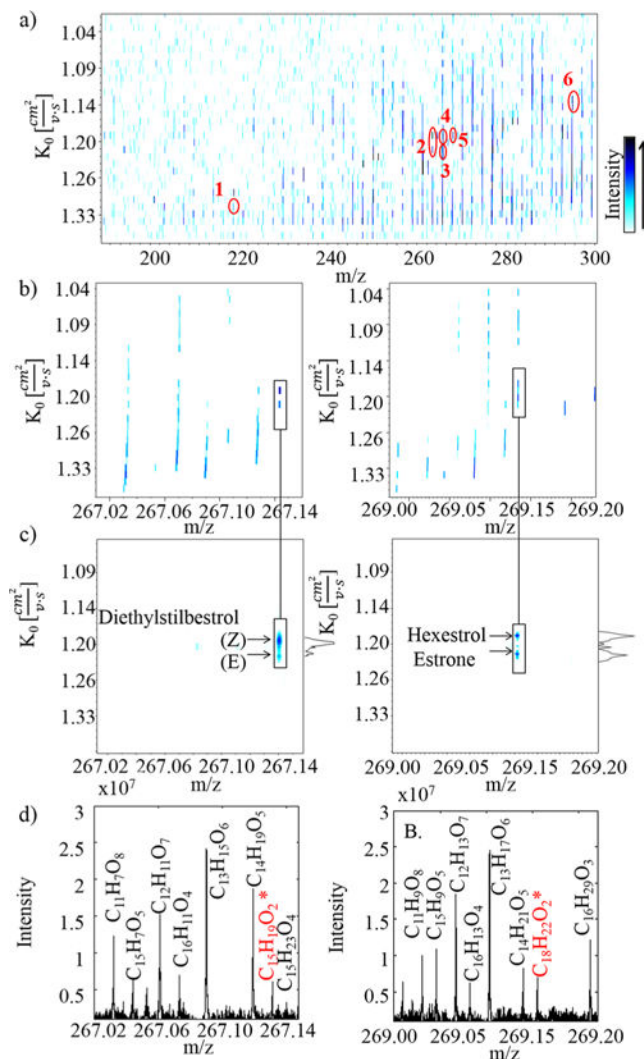 a)
K₀ [cm²/v·s]
1.04
1.09
1.14
1.20
1.26
1.33
1
2
3
4
5
6
200 220 240 260 280 300
m/z
Intensity
b)
K₀ [cm²/v·s]
1.04
1.09
1.14
1.20
1.26
1.33
267.02 267.06 267.10 267.14
m/z
K₀ [cm²/v·s]
1.04
1.09
1.14
1.20
1.26
1.33
269.00 269.05 269.10 269.15 269.20
m/z
c)
K₀ [cm²/v·s]
1.09
1.14
1.20
1.26
1.33
Diethylstilbestrol
(Z)
(E)
267.02 267.06 267.10 267.14
m/z
K₀ [cm²/v·s]
1.09
1.14
1.20
1.26
1.33
Hexestrol
Estrone
269.00 269.05 269.10 269.15 269.20
m/z
d)
x10⁷
Intensity
3
2.5
2
1.5
1
0.5
C₁₁H₇O₈
C₁₅H₇O₅
C₁₂H₁₁O₇
C₁₆H₁₁O₄
C₁₃H₁₅O₆
C₁₄H₁₉O₅
C₁₅H₁₉O₂*
C₁₅H₂₃O₄
267.02 267.06 267.10 267.14
m/z
x10⁷
B.
Intensity
3
2.5
2
1.5
1
0.5
C₁₁H₉O₈
C₁₅H₉O₅
C₁₂H₁₃O₇
C₁₆H₁₃O₄
C₁₃H₁₇O₆
C₁₄H₂₁O₅
C₁₈H₂₂O₂*
C₁₆H₂₉O₃
269.00 269.05 269.10 269.15 269.20
m/z